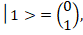 | 1 > = (0
1),